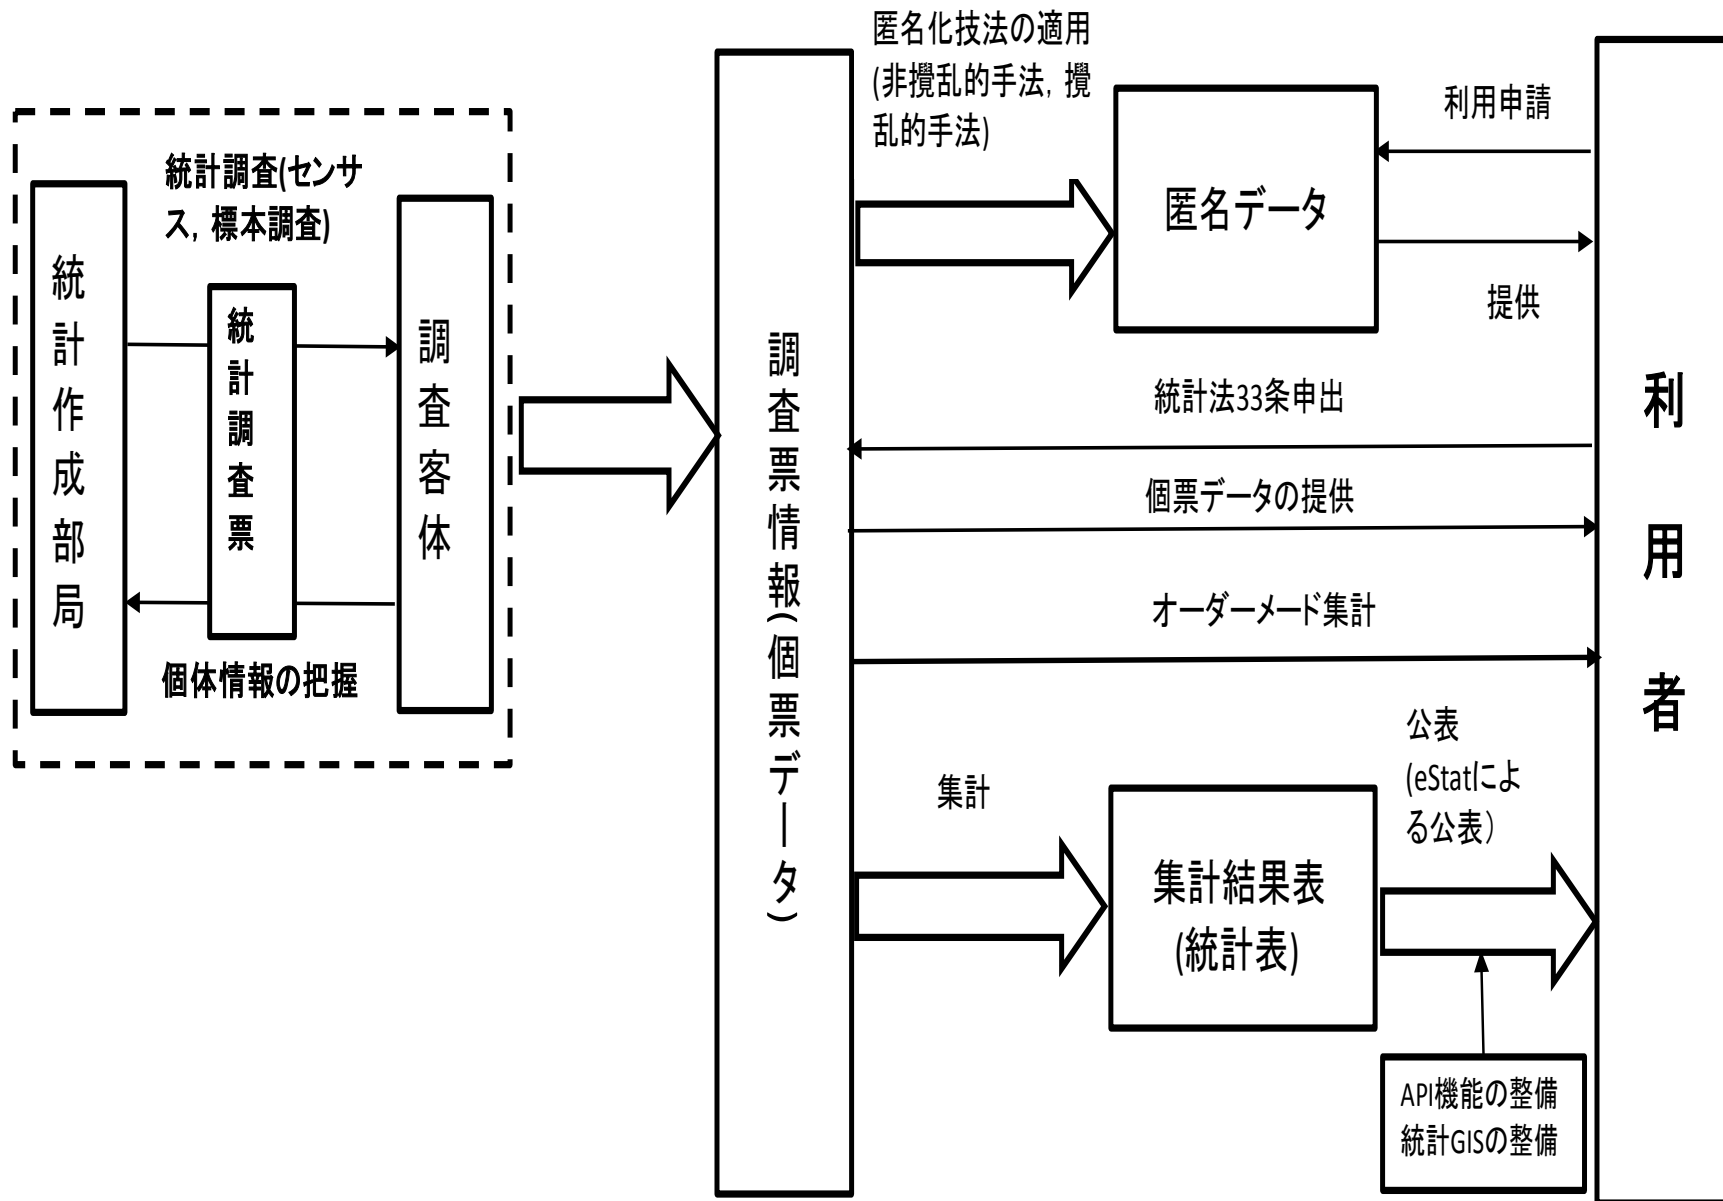 統計調査(センサ
ス, 標本調査)
統計作成部局
統計調査票
調査客体
個体情報の把握
調査票情報(個票データ)
匿名化技法の適用
(非攪乱的手法, 攪
乱的手法)
匿名データ
利用申請
提供
統計法33条申出
個票データの提供
オーダーメード集計
集計
集計結果表
(統計表)
公表
(eStatによ
る公表)
API機能の整備
統計GISの整備
利用者